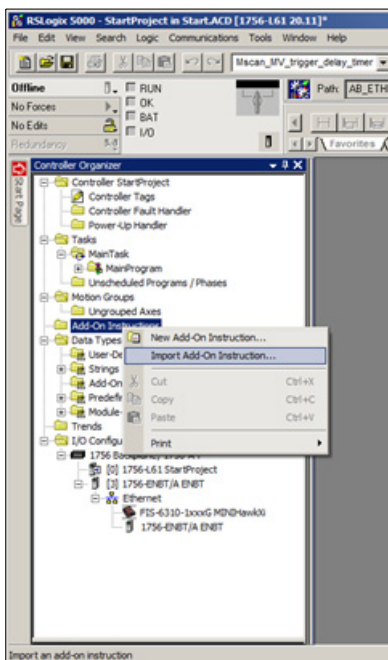 RSLogix 5000 - StartProject in Start.ACD [1756-L61 20.11]*
File Edit View Search Logic Communications Tools Window Help
Mscan_MV_trigger_delay_timer
Offline
RUN
Path: AB_ETH
No Forces
OK
No Edits
BAT
Redundancy
I/O
Favorites
Start Page
Controller Organizer
Controller StartProject
Controller Tags
Controller Fault Handler
Power-Up Handler
Tasks
MainTask
MainProgram
Unscheduled Programs / Phases
Motion Groups
Ungrouped Axes
Add-On Instructions
New Add-On Instruction...
Data Types
Import Add-On Instruction...
User-De
Strings
Cut Ctrl+X
Add-On
Copy Ctrl+C
Predefi
Paste Ctrl+V
Module-
Trends
Print
I/O Configu
1756 Backplane, 1756-A4
[0] 1756-L61 StartProject
[3] 1756-ENBT/A ENBT
Ethernet
FIS-6310-1xxxG MINIHawkXi
1756-ENBT/A ENBT
Import an add-on instruction